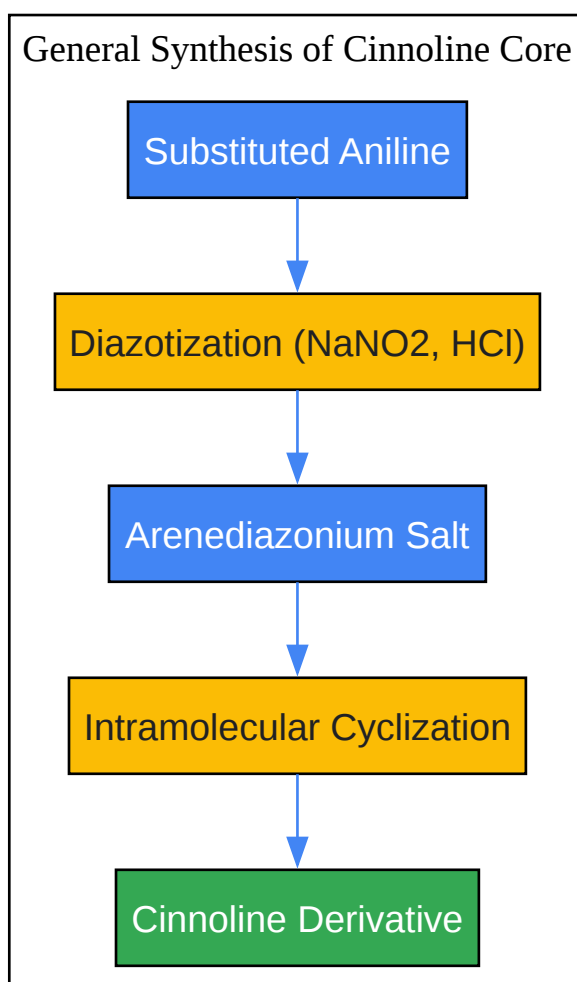 General Synthesis of Cinnoline Core
Substituted Aniline
Diazotization (NaNO2, HCl)
Arenediazonium Salt
Intramolecular Cyclization
Cinnoline Derivative